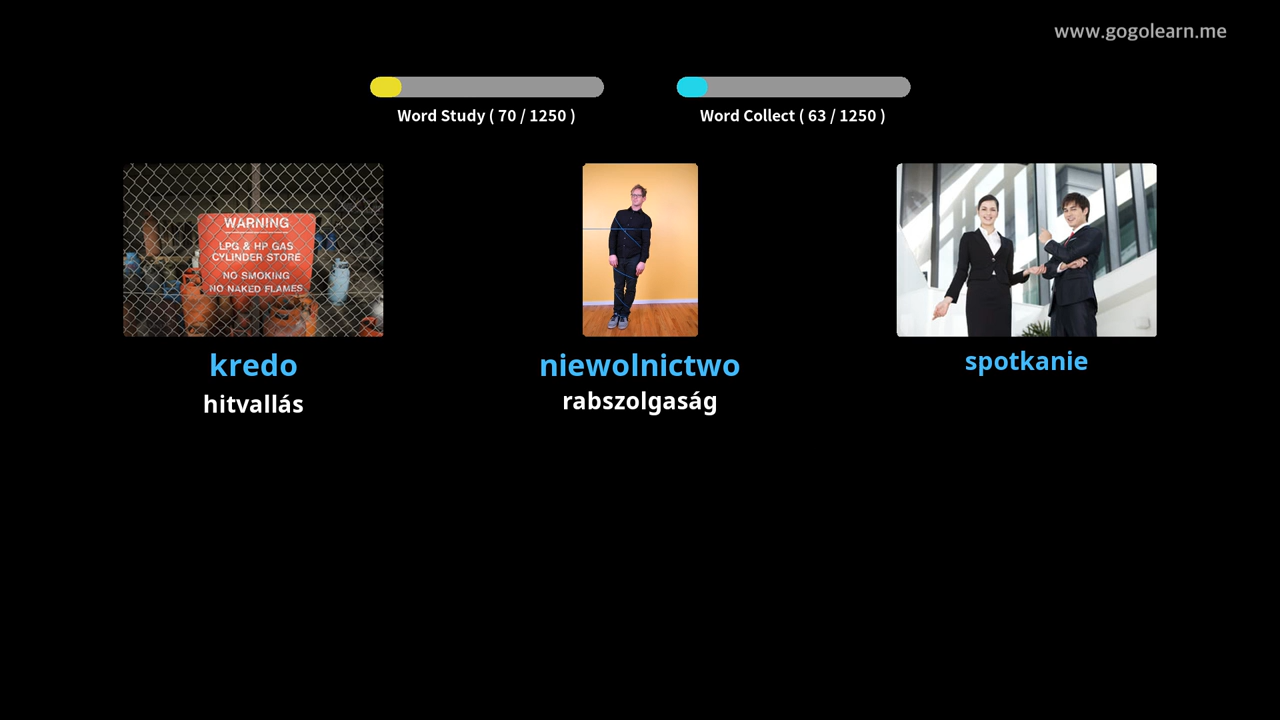 www.gogolearn.me
Word Study ( 70 / 1250 )
Word Collect ( 63 / 1250 )
WARNING
LPG & HP GAS
CYLINDER STORE
NO SMOKING
NO NAKED FLAMES
kredo
hitvallás
niewolnictwo
rabszolgaság
spotkanie